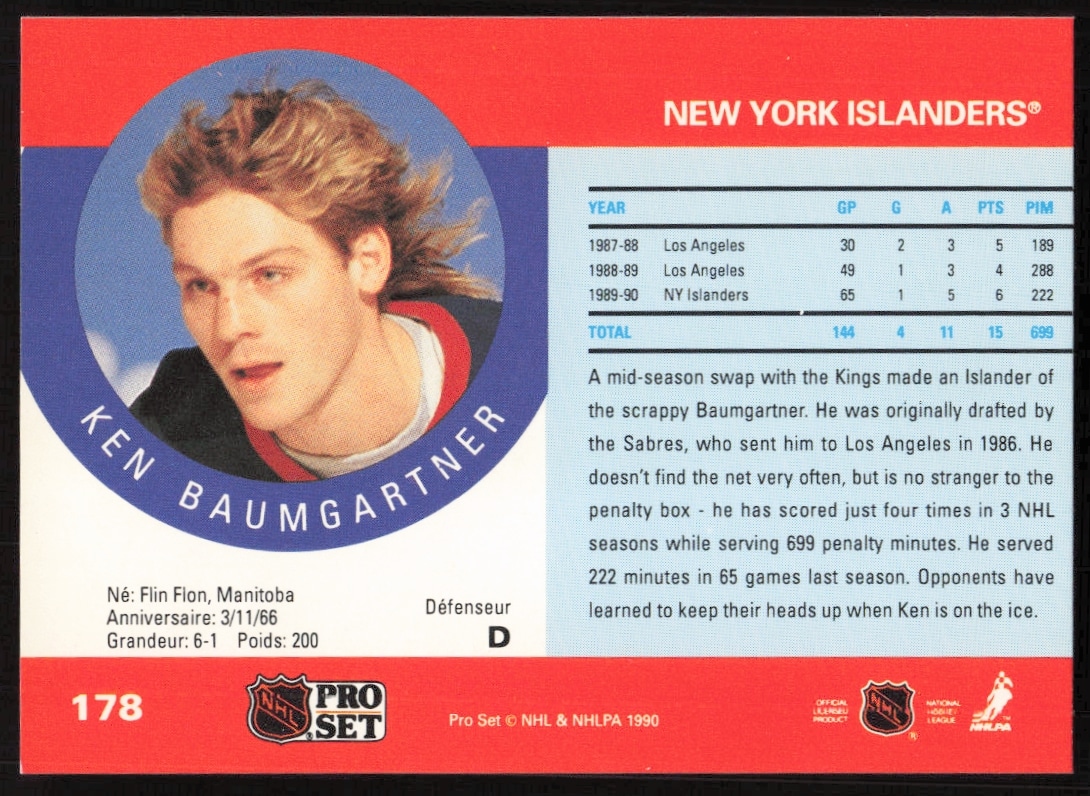 NEW YORK ISLANDERS®
YEAR GP G A PTS PIM
1987-88 Los Angeles 30 2 3 5 189
1988-89 Los Angeles 49 1 3 4 288
1989-90 NY Islanders 65 1 5 6 222
TOTAL 144 4 11 15 699
A mid-season swap with the Kings made an Islander of
the scrappy Baumgartner. He was originally drafted by
the Sabres, who sent him to Los Angeles in 1986. He
doesn't find the net very often, but is no stranger to the
penalty box - he has scored just four times in 3 NHL
seasons while serving 699 penalty minutes. He served
222 minutes in 65 games last season. Opponents have
learned to keep their heads up when Ken is on the ice.
KEN BAUMGARTNER
Né: Flin Flon, Manitoba
Anniversaire: 3/11/66
Grandeur: 6-1 Poids: 200
Défenseur
D
178
NHL
®
PRO
SET
Pro Set © NHL & NHLPA 1990
OFFICIAL
LICENSED
PRODUCT
NHL
®
NATIONAL
HOCKEY
LEAGUE
NHLPA
™